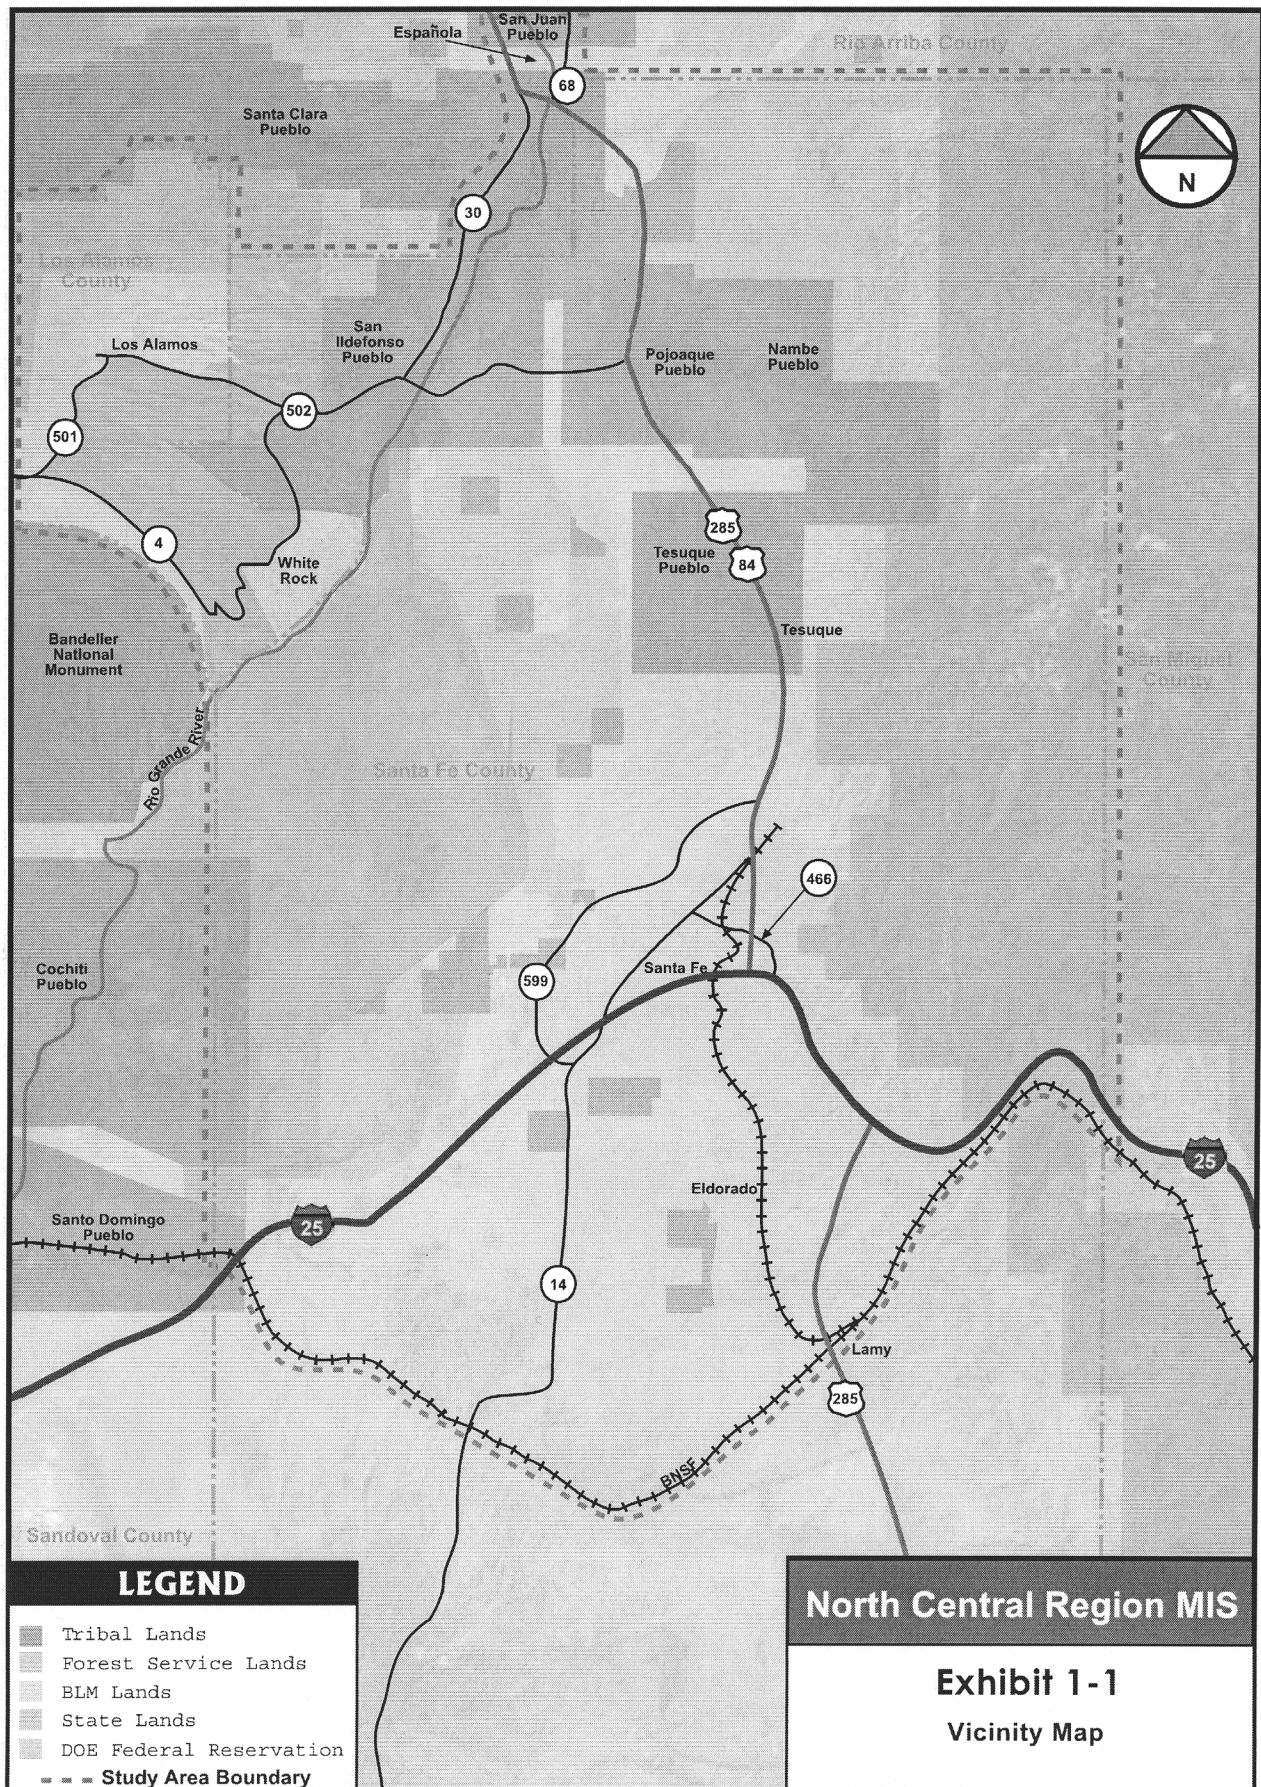 San Juan
Pueblo
Española
Rio Arriba County
68
Santa Clara
Pueblo
N
30
Los Alamos
County
San
Ildefonso
Pueblo
Los Alamos
Pojoaque
Pueblo
Nambe
Pueblo
502
501
285
4
Tesuque
Pueblo
84
White
Rock
Tesuque
Bandelier
National
Monument
San Miguel
County
Rio Grande River
Santa Fe County
466
Cochiti
Pueblo
Santa Fe
599
25
Eldorado
Santo Domingo
Pueblo
25
14
Lamy
285
BNSF
Sandoval County
LEGEND
Tribal Lands
Forest Service Lands
BLM Lands
State Lands
DOE Federal Reservation
Study Area Boundary
North Central Region MIS
Exhibit 1-1
Vicinity Map